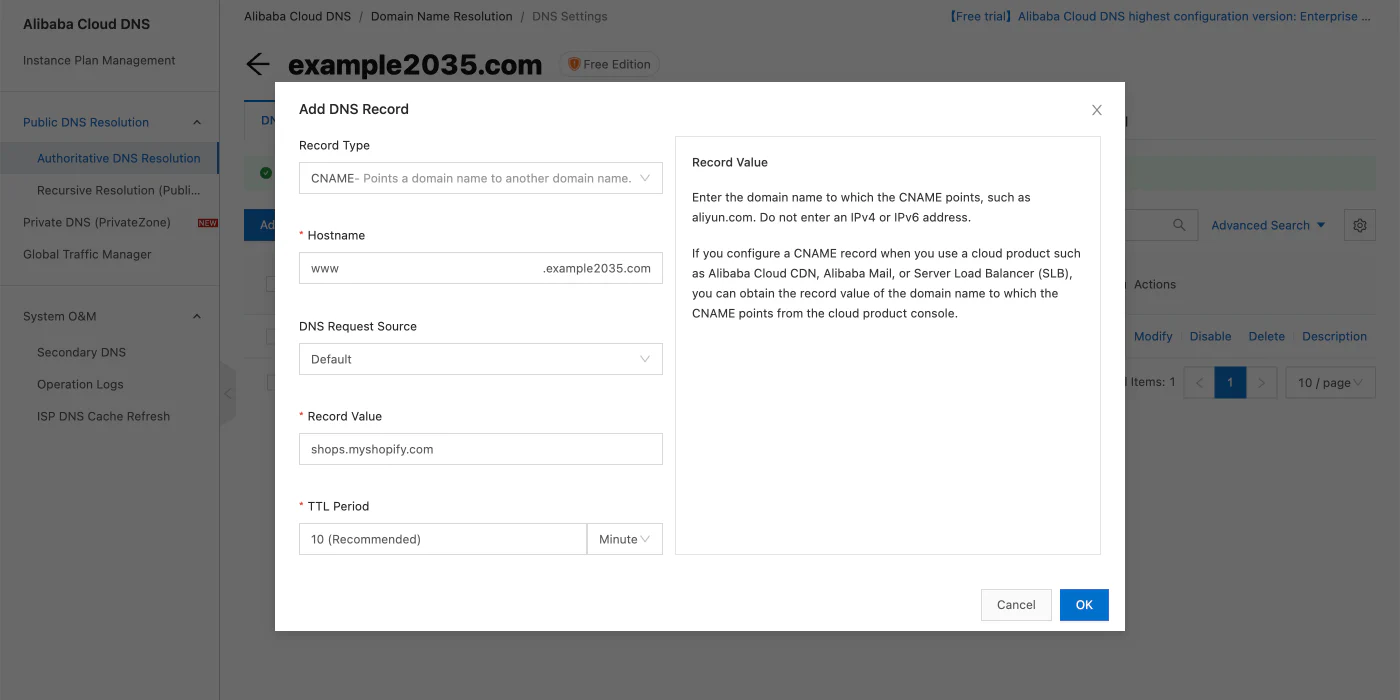 Alibaba Cloud DNS
Instance Plan Management
Public DNS Resolution
Authoritative DNS Resolution
Recursive Resolution (Publi...
Private DNS (PrivateZone) NEW
Global Traffic Manager
System O&M
Secondary DNS
Operation Logs
ISP DNS Cache Refresh
Alibaba Cloud DNS / Domain Name Resolution / DNS Settings
【Free trial】Alibaba Cloud DNS highest configuration version: Enterprise ...
example2035.com Free Edition
Advanced Search
Actions
Modify Disable Delete Description
Items: 1 1 10 / page
Add DNS Record
Record Type
CNAME- Points a domain name to another domain name.
* Hostname
www .example2035.com
DNS Request Source
Default
* Record Value
shops.myshopify.com
* TTL Period
10 (Recommended) Minute
Record Value
Enter the domain name to which the CNAME points, such as
aliyun.com. Do not enter an IPv4 or IPv6 address.
If you configure a CNAME record when you use a cloud product such
as Alibaba Cloud CDN, Alibaba Mail, or Server Load Balancer (SLB),
you can obtain the record value of the domain name to which the
CNAME points from the cloud product console.
Cancel OK